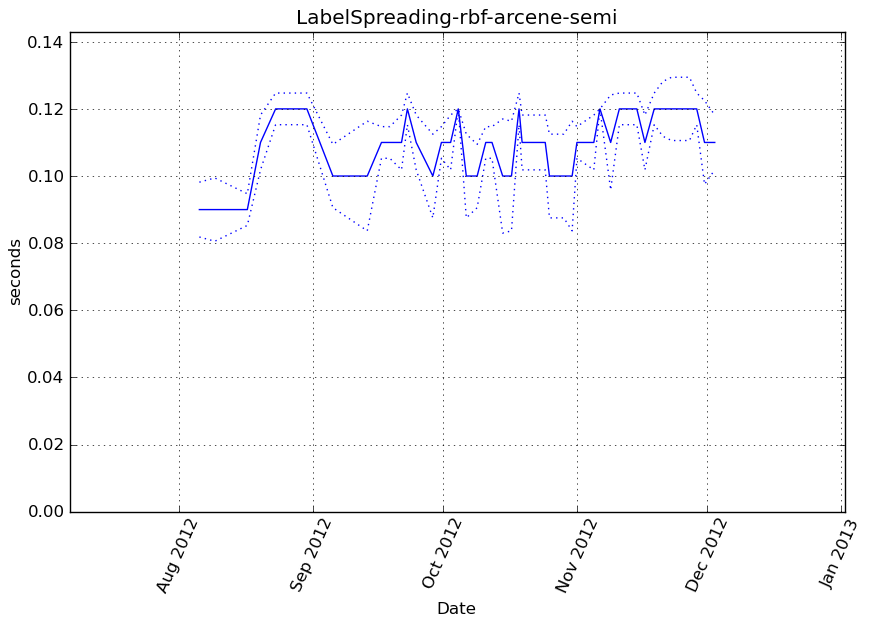 LabelSpreading-rbf-arcene-semi
0.14
0.12
0.10
0.08
0.06
0.04
0.02
0.00
seconds
Aug 2012
Sep 2012
Oct 2012
Nov 2012
Dec 2012
Jan 2013
Date